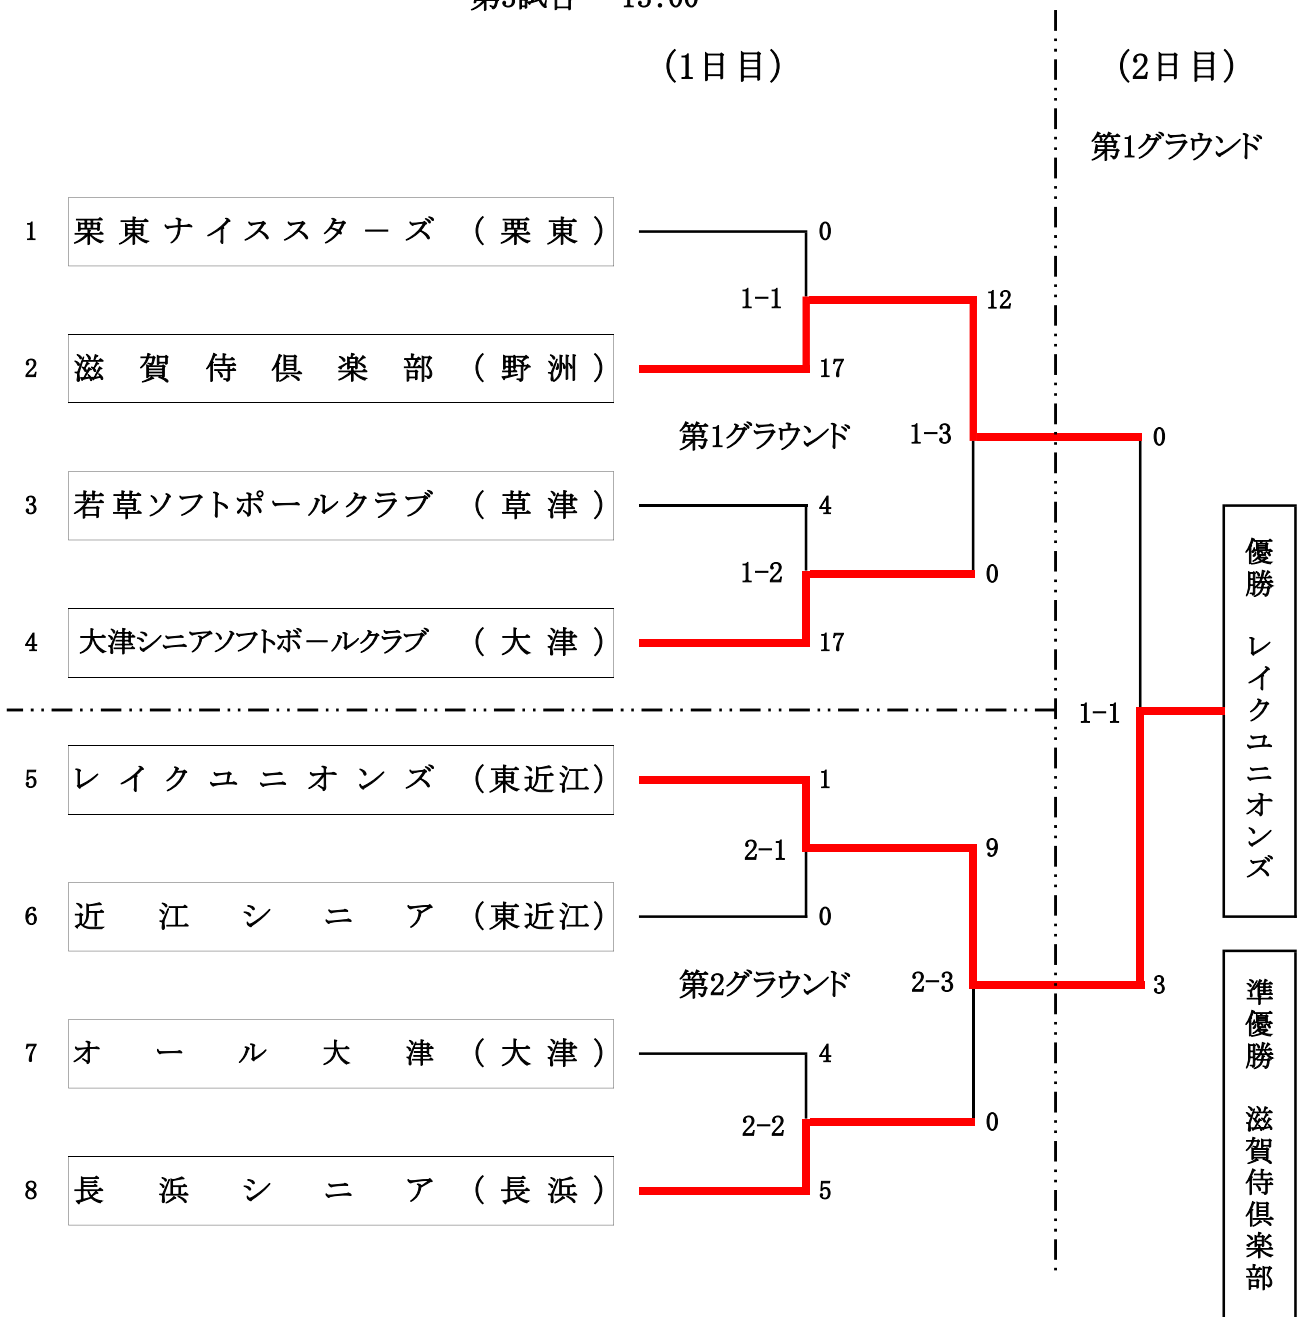 第3試合 13:00
(1日目)
(2日目)
第1グラウンド
1 栗東ナイススターズ (栗東) 0
1-1 12
2 滋賀侍倶楽部 (野洲) 17
第1グラウンド 1-3 0
3 若草ソフトボールクラブ (草津) 4
1-2 0
4 大津シニアソフトボールクラブ (大津) 17
1-1
5 レイクユニオンズ (東近江) 1
2-1 9
6 近江シニア (東近江) 0
第2グラウンド 2-3 3
7 オール大津 (大津) 4
2-2 0
8 長浜シニア (長浜) 5
優勝 レイクユニオンズ
準優勝 滋賀侍倶楽部